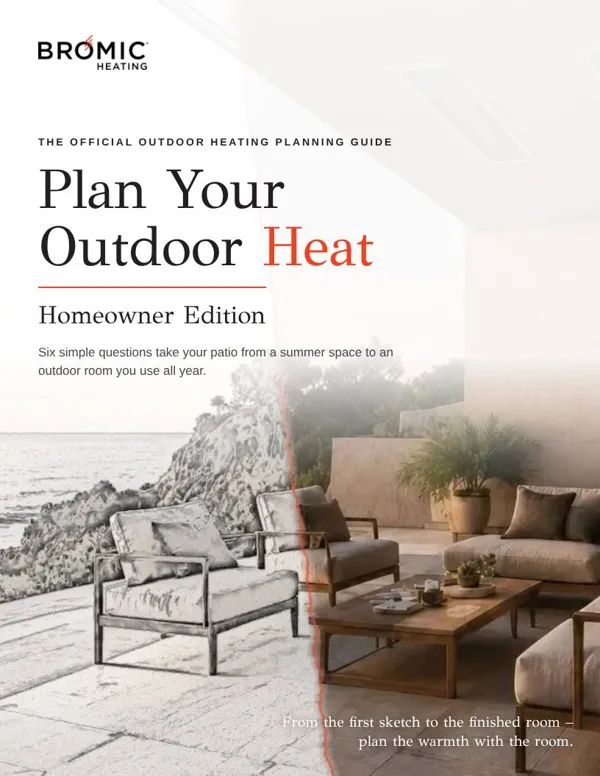 BROMIC
HEATING
THE OFFICIAL OUTDOOR HEATING PLANNING GUIDE
Plan Your
Outdoor Heat
Homeowner Edition
Six simple questions take your patio from a summer space to an
outdoor room you use all year.
From the first sketch to the finished room –
plan the warmth with the room.